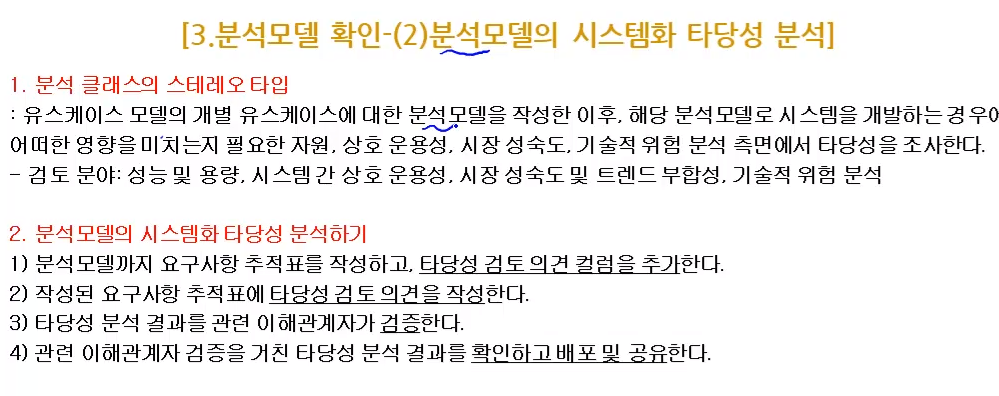 [3.분석모델 확인-(2)분석모델의 시스템화 타당성 분석]
1. 분석 클래스의 스테레오 타입
: 유스케이스 모델의 개별 유스케이스에 대한 분석모델을 작성한 이후, 해당 분석모델로 시스템을 개발하는 경우에
어떠한 영향을 미치는지 필요한 자원, 상호 운용성, 시장 성숙도, 기술적 위험 분석 측면에서 타당성을 조사한다.
- 검토 분야: 성능 및 용량, 시스템 간 상호 운용성, 시장 성숙도 및 트렌드 부합성, 기술적 위험 분석
2. 분석모델의 시스템화 타당성 분석하기
1) 분석모델까지 요구사항 추적표를 작성하고, 타당성 검토 의견 컬럼을 추가한다.
2) 작성된 요구사항 추적표에 타당성 검토 의견을 작성한다.
3) 타당성 분석 결과를 관련 이해관계자가 검증한다.
4) 관련 이해관계자 검증을 거친 타당성 분석 결과를 확인하고 배포 및 공유한다.